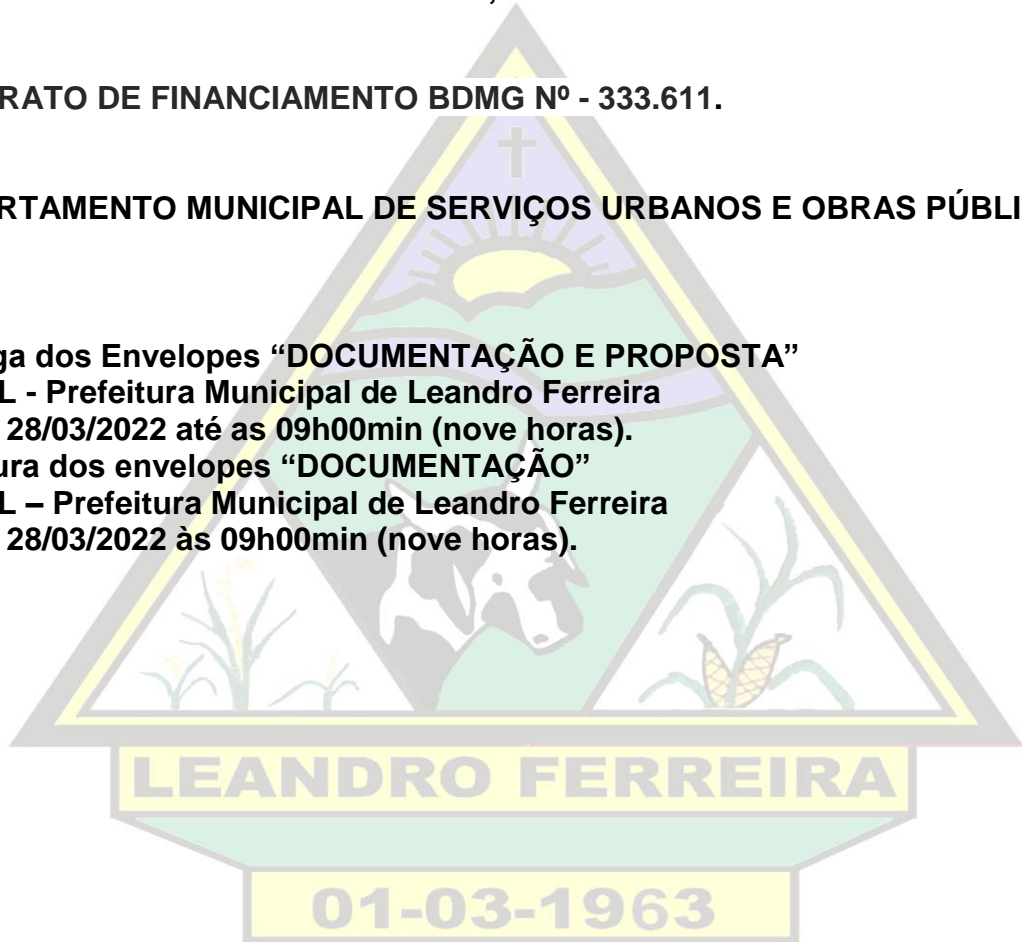 RATO DE FINANCIAMENTO BDMG Nº - 333.611.
RTAMENTO MUNICIPAL DE SERVIÇOS URBANOS E OBRAS PÚBLI
ga dos Envelopes “DOCUMENTAÇÃO E PROPOSTA”
L - Prefeitura Municipal de Leandro Ferreira
28/03/2022 até as 09h00min (nove horas).
ura dos envelopes “DOCUMENTAÇÃO”
L – Prefeitura Municipal de Leandro Ferreira
28/03/2022 às 09h00min (nove horas).
LEANDRO FERREIRA
01-03-1963